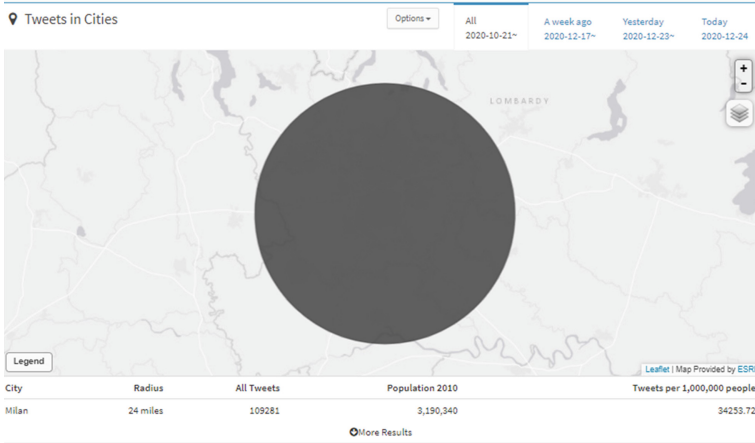 Tweets in Cities
Options
All
2020-10-21~
A week ago
2020-12-17~
Yesterday
2020-12-23~
Today
2020-12-24
+
-
LOMBARDY
Legend
Leaflet | Map Provided by ESRI
City Radius All Tweets Population 2010 Tweets per 1,000,000 people
Milan 24 miles 109281 3,190,340 34253.72
More Results